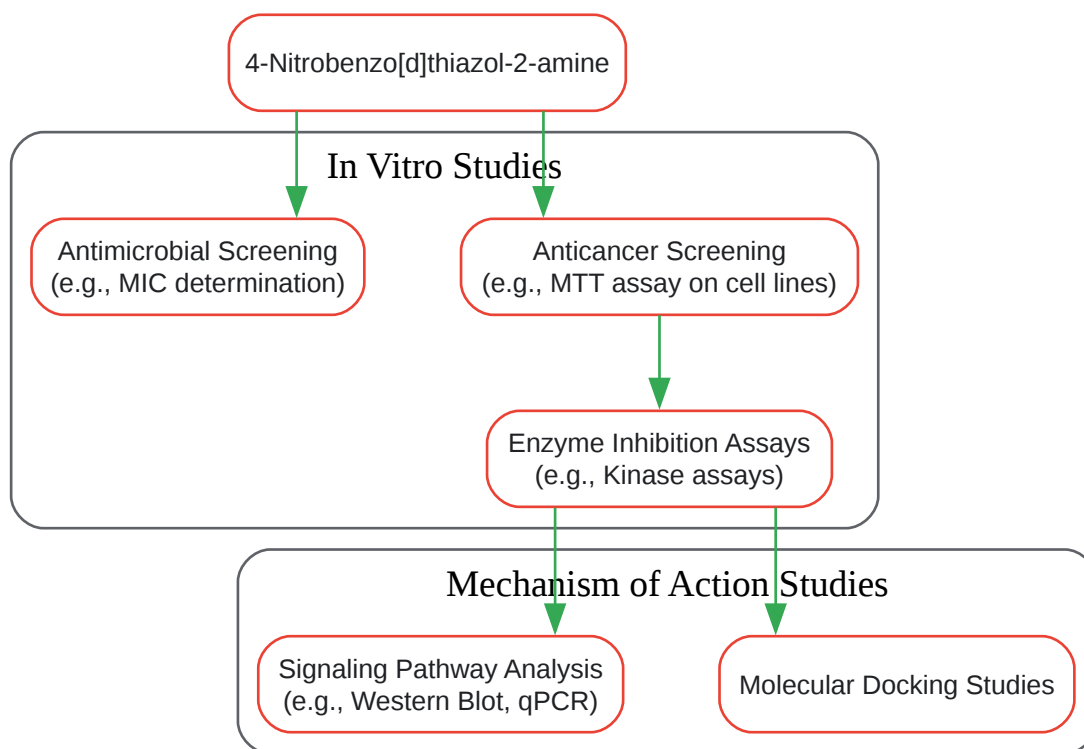 4-Nitrobenzo[d]thiazol-2-amine
In Vitro Studies
Antimicrobial Screening
(e.g., MIC determination)
Anticancer Screening
(e.g., MTT assay on cell lines)
Enzyme Inhibition Assays
(e.g., Kinase assays)
Mechanism of Action Studies
Signaling Pathway Analysis
(e.g., Western Blot, qPCR)
Molecular Docking Studies